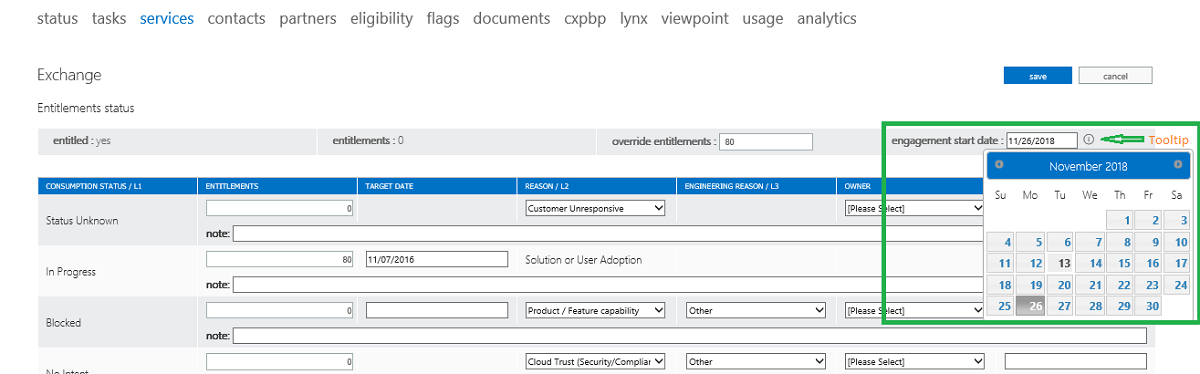 status tasks services contacts partners eligibility flags documents cxpbp lynx viewpoint usage analytics
Exchange
save cancel
Entitlements status
entitled : yes entitlements : 0 override entitlements : 80 engagement start date : 11/26/2018 Tooltip
November 2018
CONSUMPTION STATUS / L1 ENTITLEMENTS TARGET DATE REASON / L2 ENGINEERING REASON / L3 OWNER
Su Mo Tu We Th Fr Sa
Status Unknown 0 Customer Unresponsive [Please Select]
1 2 3
note:
4 5 6 7 8 9 10
In Progress 80 11/07/2016 Solution or User Adoption
11 12 13 14 15 16 17
note:
18 19 20 21 22 23 24
Blocked 0 Product / Feature capability Other [Please Select]
25 26 27 28 29 30
note:
No Intent 0 Cloud Trust (Security/Compliar Other [Please Select]